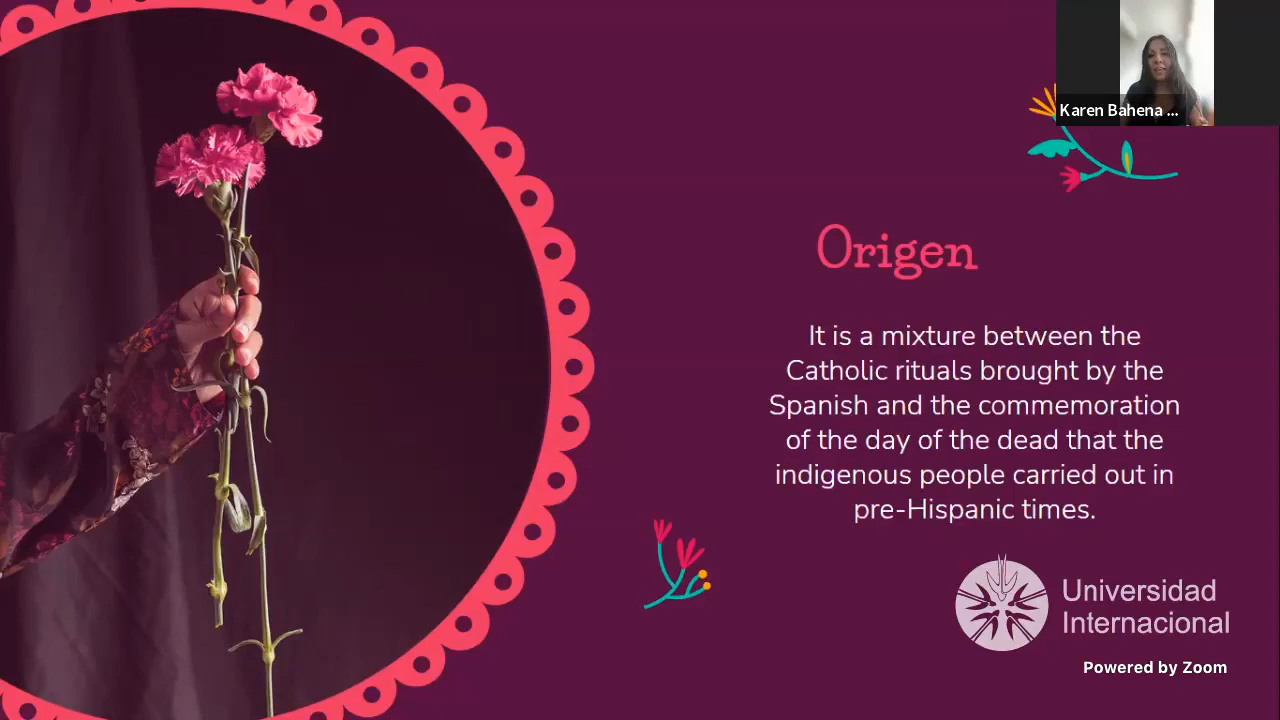 Karen Bahena ...
Origen
It is a mixture between the
Catholic rituals brought by the
Spanish and the commemoration
of the day of the dead that the
indigenous people carried out in
pre-Hispanic times.
Universidad
Internacional
Powered by Zoom